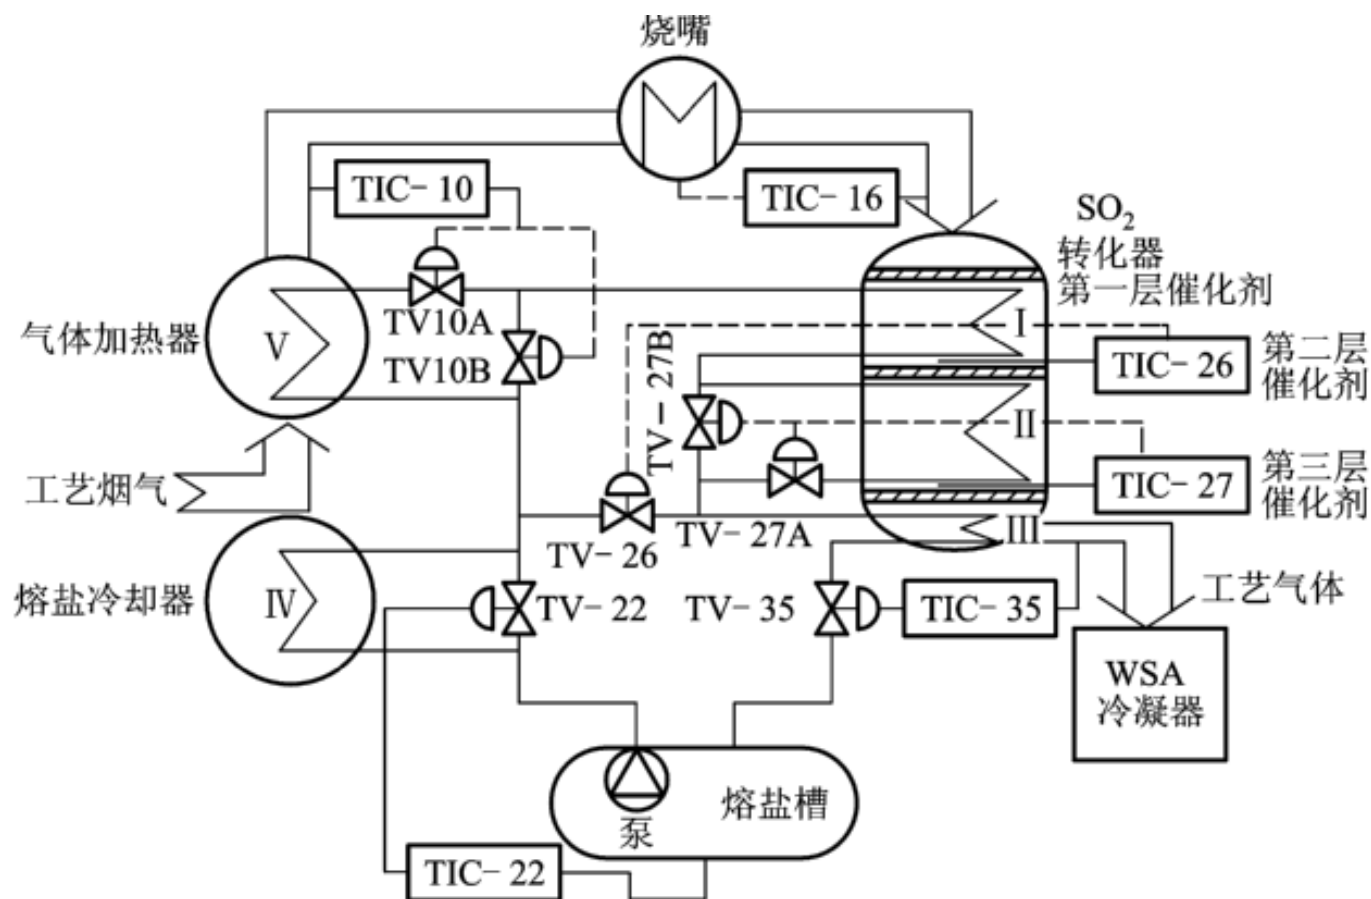 烧嘴
TIC-10
TIC-16
SO₂
转化器
第一层催化剂
气体加热器
V
TV10A
TV10B
TV-27B
I
TIC-26
第二层
催化剂
II
工艺烟气
TIC-27
第三层
催化剂
TV-26
TV-27A
III
熔盐冷却器
IV
TV-22
TV-35
TIC-35
工艺气体
WSA
冷凝器
熔盐槽
泵
TIC-22